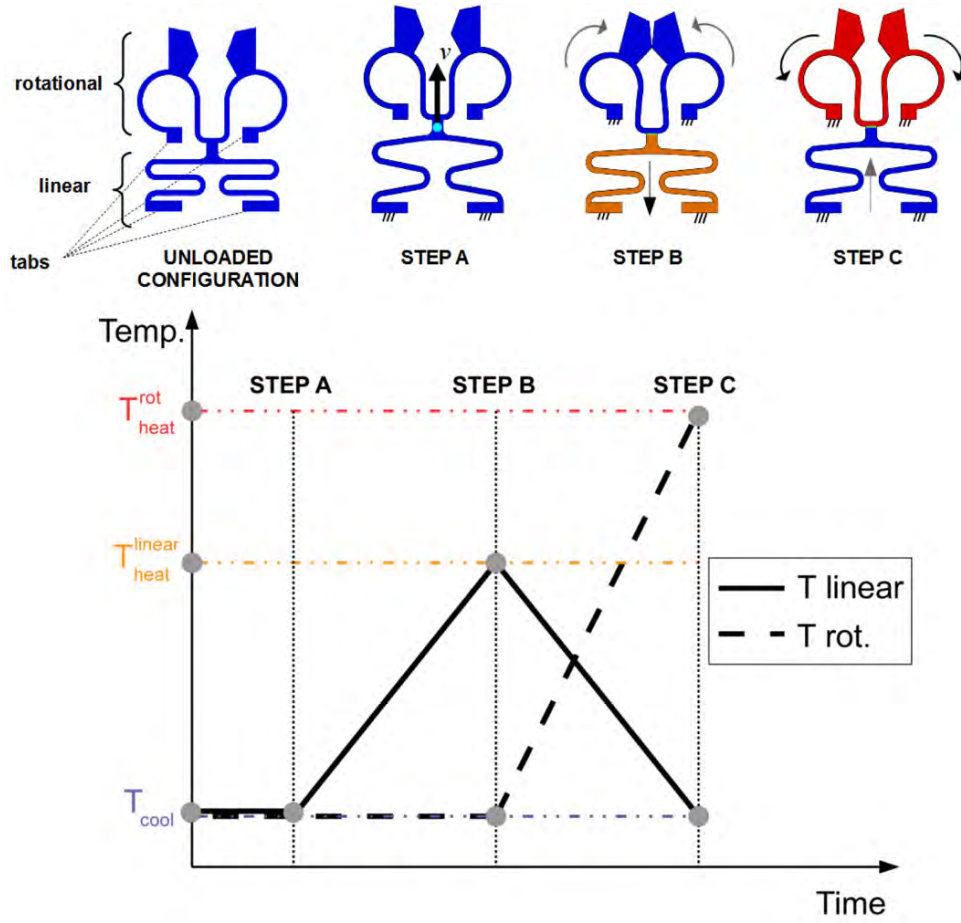 rotational
linear
tabs
v
UNLOADED
CONFIGURATION
STEP A
STEP B
STEP C
Temp.
STEP A
STEP B
STEP C
T rot heat
T linear heat
T cool
T linear
T rot.
Time